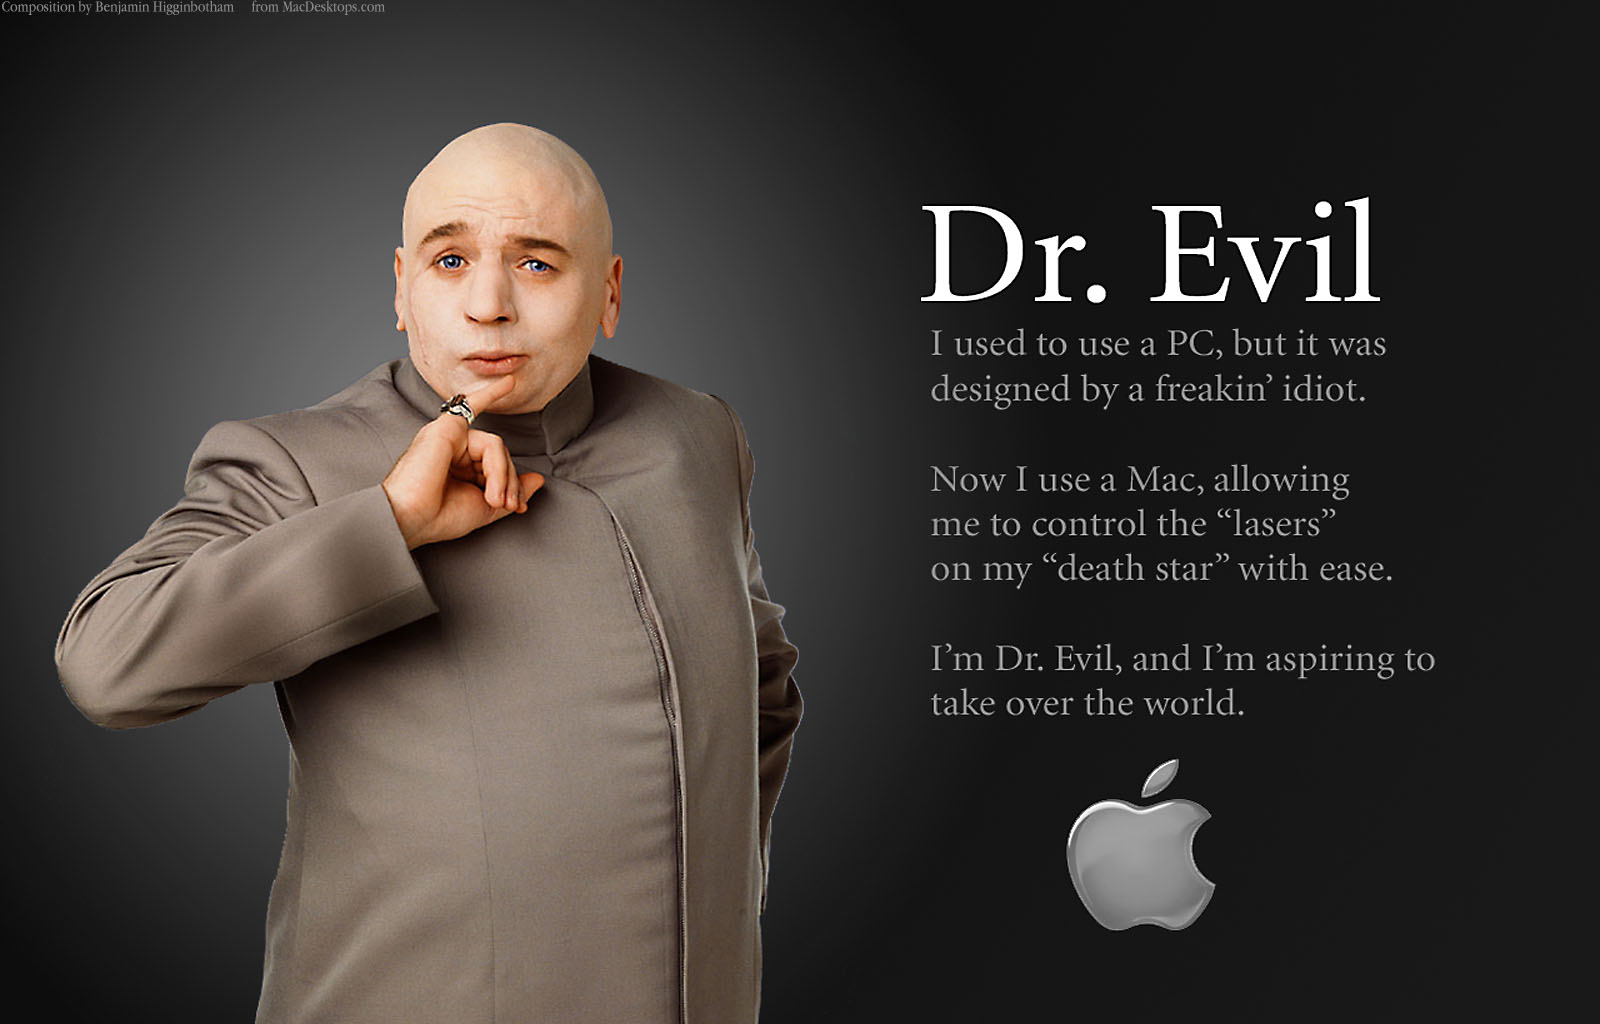 Composition by Benjamin Higginbotham from MacDesktops.com
Dr. Evil
I used to use a PC, but it was
designed by a freakin’ idiot.
Now I use a Mac, allowing
me to control the “lasers”
on my “death star” with ease.
I’m Dr. Evil, and I’m aspiring to
take over the world.